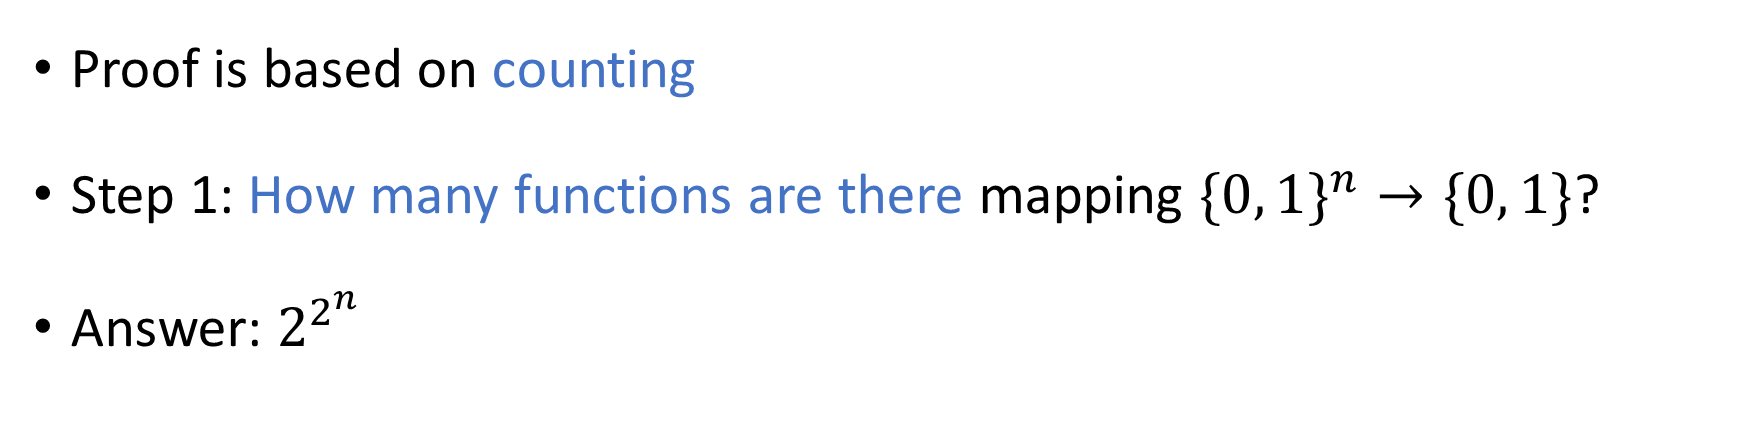 • Proof is based on counting
• Step 1: How many functions are there mapping {0, 1}ⁿ → {0, 1}?
• Answer: 2^{2^n}